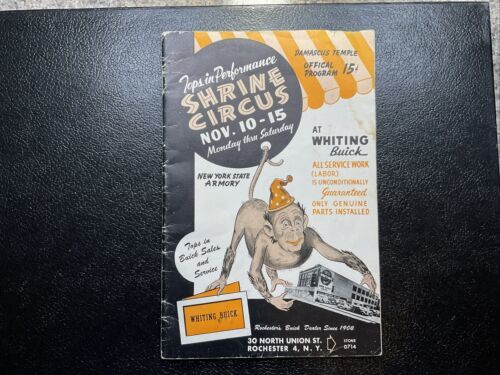 DAMASCUS TEMPLE
OFFICAL
PROGRAM 15¢
Tops in Performance
SHRINE
CIRCUS
NOV. 10-15
Monday thru Saturday
NEW YORK STATE
ARMORY
AT
WHITING
Buick
ALL SERVICE WORK
(LABOR)
IS UNCONDITIONALLY
Guaranteed
ONLY GENUINE
PARTS INSTALLED
Tops in
Buick Sales
and
Service
WHITING BUICK
Rochester's Buick Dealer Since 1908
30 NORTH UNION ST.
ROCHESTER 4, N. Y.
STONE
0714